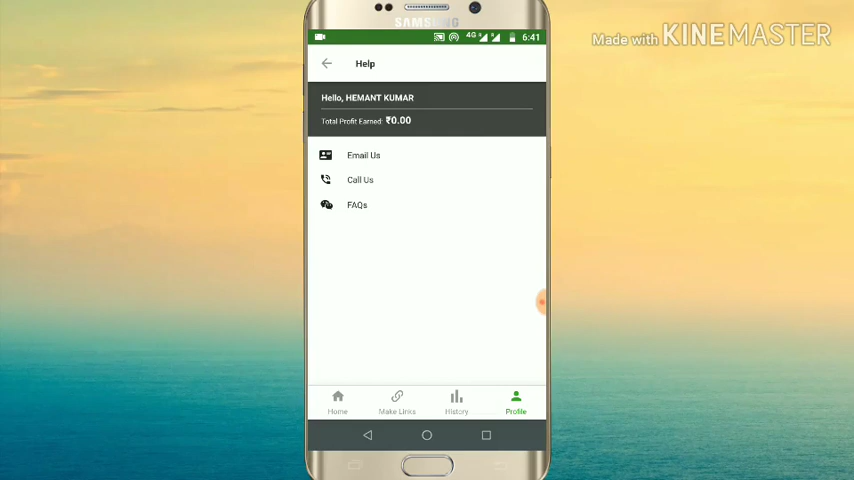 Made with KINEMASTER
SAMSUNG
4G 6:41
Help
Hello, HEMANT KUMAR
Total Profit Earned: ₹0.00
Email Us
Call Us
FAQs
Home
Make Links
History
Profile